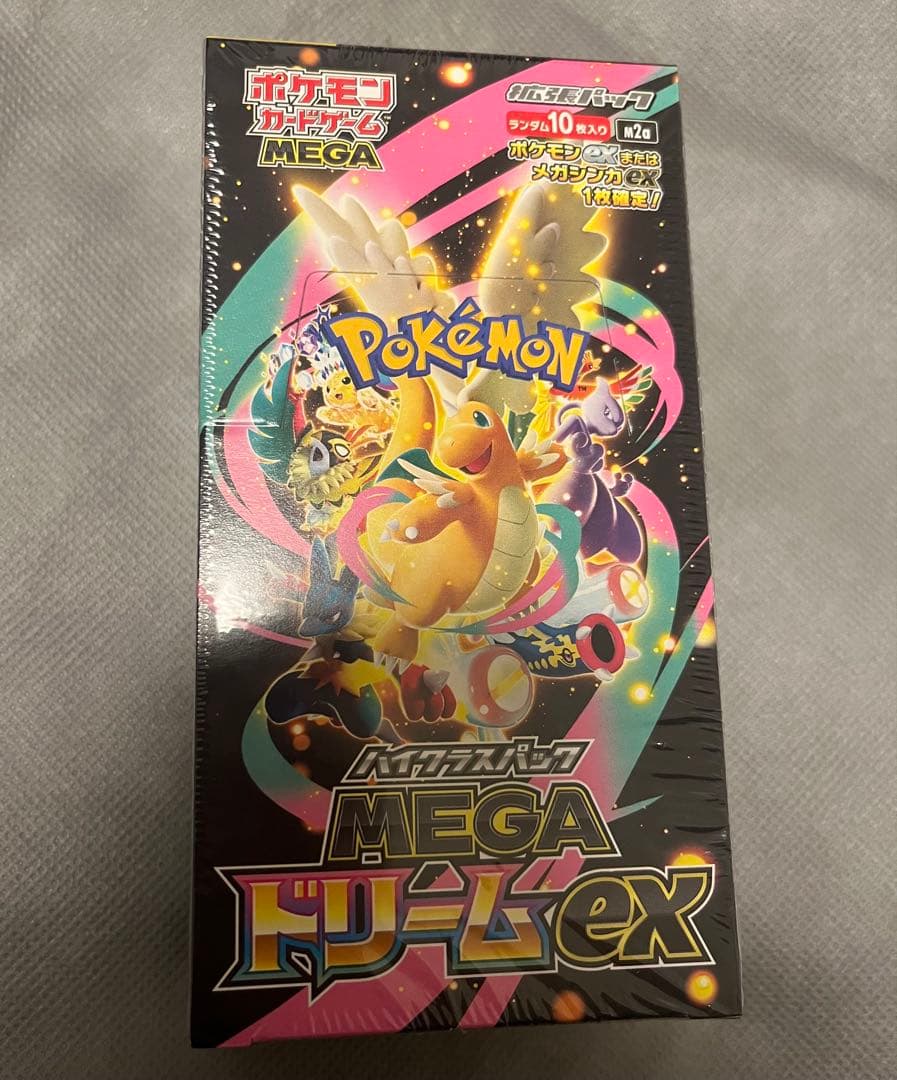 ポケモン
カードゲーム™
MEGA
拡張パック
ランダム10枚入り M2a
ポケモンexまたは
メガシンカex
1枚確定！
POKÉMON™
ハイクラスパック
MEGA
ドリームex